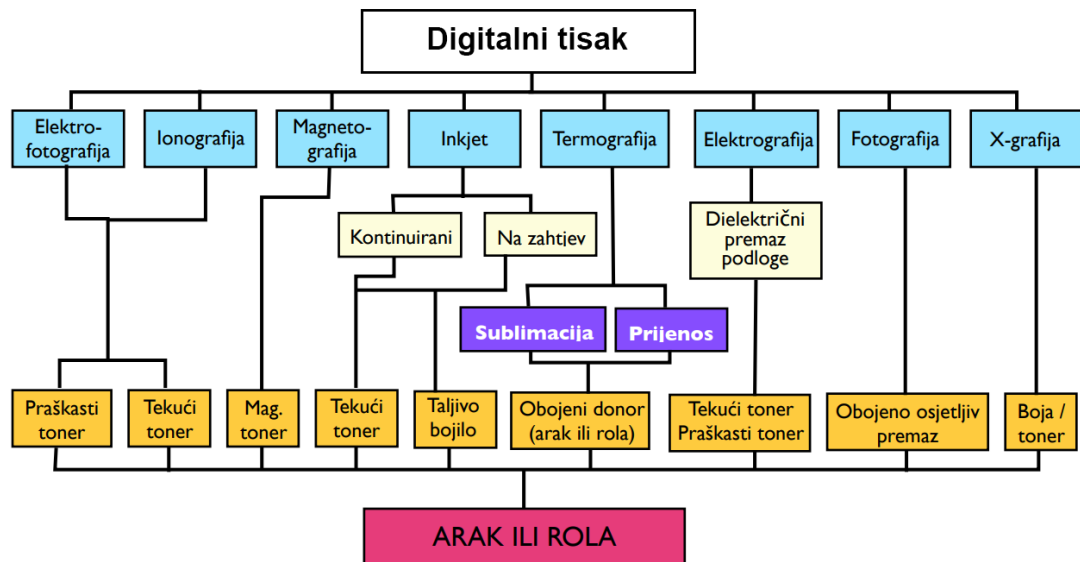 Digitalni tisak
Elektro-
fotografija
Ionografija
Magneto-
grafija
Inkjet
Termografija
Elektrografija
Fotografija
X-grafija
Kontinuirani
Na zahtjev
Dielektrični
premaz
podloge
Sublimacija
Prijenos
Praškasti
toner
Tekući
toner
Mag.
toner
Tekući
toner
Taljivo
bojilo
Obojeni donor
(arak ili rola)
Tekući toner
Praškasti toner
Obojeno osjetljiv
premaz
Boja /
toner
ARAK ILI ROLA